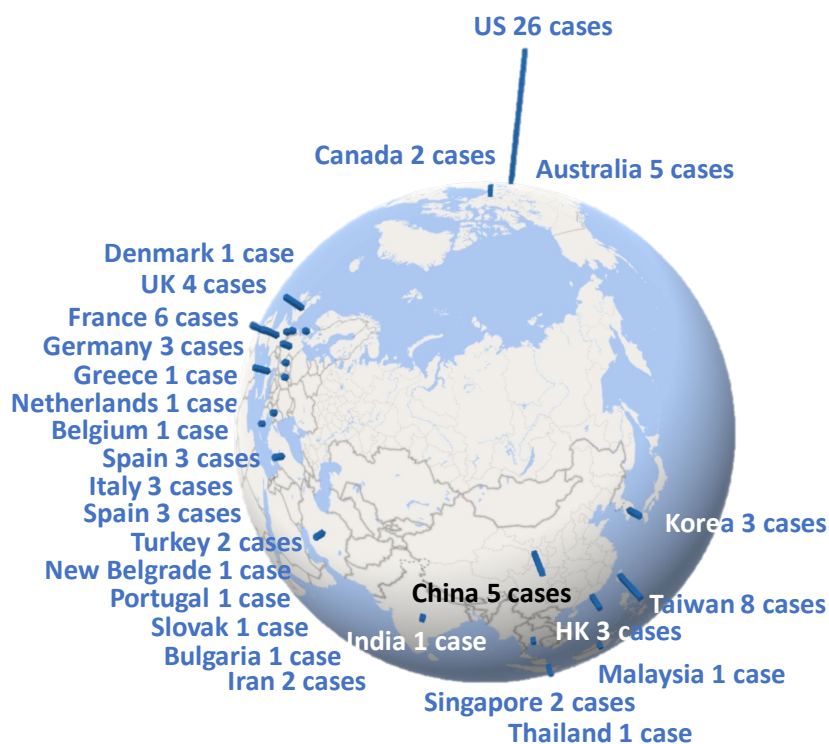 US 26 cases
Canada 2 cases
Australia 5 cases
Denmark 1 case
UK 4 cases
France 6 cases
Germany 3 cases
Greece 1 case
Netherlands 1 case
Belgium 1 case
Spain 3 cases
Italy 3 cases
Spain 3 cases
Turkey 2 cases
New Belgrade 1 case
Portugal 1 case
Slovak 1 case
Bulgaria 1 case
Iran 2 cases
Korea 3 cases
China 5 cases
Taiwan 8 cases
HK 3 cases
India 1 case
Malaysia 1 case
Singapore 2 cases
Thailand 1 case